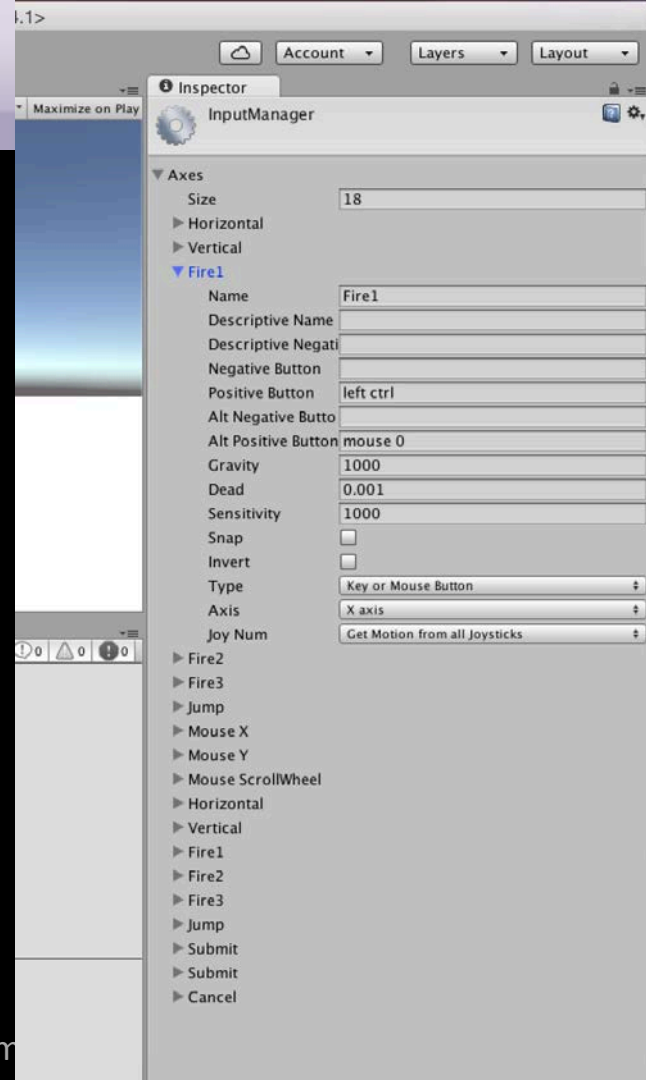 4.1>
Account
Layers
Layout
Inspector
Maximize on Play
InputManager
Axes
Size 18
Horizontal
Vertical
Fire1
Name Fire1
Descriptive Name
Descriptive Negati
Negative Button
Positive Button left ctrl
Alt Negative Butto
Alt Positive Button mouse 0
Gravity 1000
Dead 0.001
Sensitivity 1000
Snap
Invert
Type Key or Mouse Button
Axis X axis
Joy Num Get Motion from all Joysticks
0 0 0
Fire2
Fire3
Jump
Mouse X
Mouse Y
Mouse ScrollWheel
Horizontal
Vertical
Fire1
Fire2
Fire3
Jump
Submit
Submit
Cancel